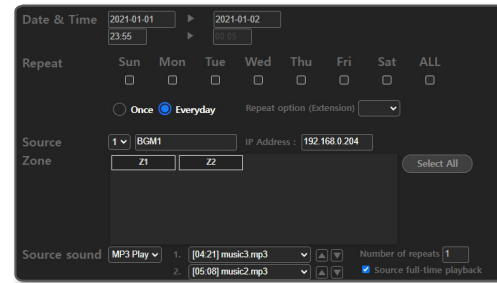 Date & Time 2021-01-01 ▶ 2021-01-02
23:55 ▶ 00:05
Repeat Sun Mon Tue Wed Thu Fri Sat ALL
Once Everyday Repeat option (Extension)
Source 1 BGM1 IP Address : 192.168.0.204
Zone Z1 Z2 Select All
Source sound MP3 Play 1. [04:21] music3.mp3 ▲ ▼ Number of repeats 1
2. [05:08] music2.mp3 ▲ ▼ Source full-time playback